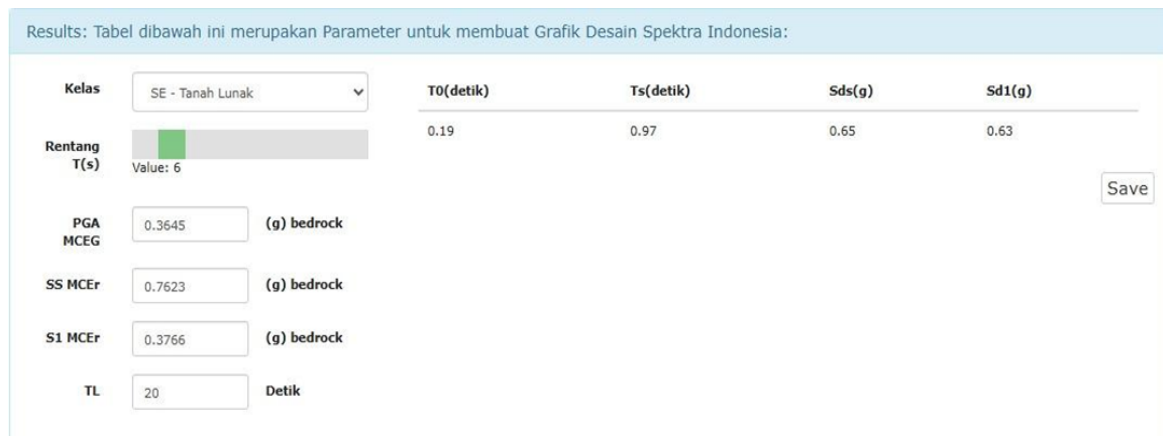 Results: Tabel dibawah ini merupakan Parameter untuk membuat Grafik Desain Spektra Indonesia:
Kelas
SE - Tanah Lunak
Rentang
T(s)
Value: 6
PGA
MCEG
0.3645
(g) bedrock
SS MCEr
0.7623
(g) bedrock
S1 MCEr
0.3766
(g) bedrock
TL
20
Detik
T0(detik) Ts(detik) Sds(g) Sd1(g)
0.19 0.97 0.65 0.63
Save